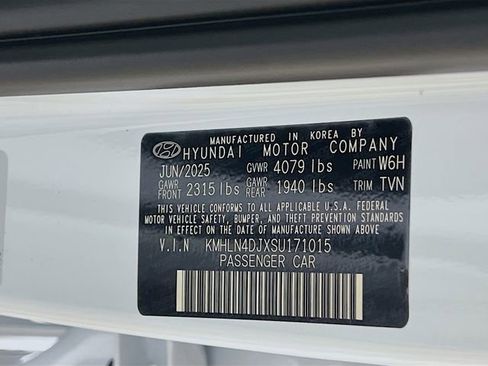 MANUFACTURED IN KOREA BY
HYUNDAI MOTOR COMPANY
JUN/2025 GVWR 4079 lbs PAINT W6H
GAWR FRONT 2315 lbs GAWR REAR 1940 lbs TRIM TVN
THIS VEHICLE CONFORMS TO ALL APPLICABLE U.S. FEDERAL
MOTOR VEHICLE SAFETY, BUMPER, AND THEFT PREVENTION
STANDARDS IN EFFECT ON THE DATE OF MANUFACTURE SHOWN ABOVE
V.I.N KMHLN4DJXSU171015
PASSENGER CAR